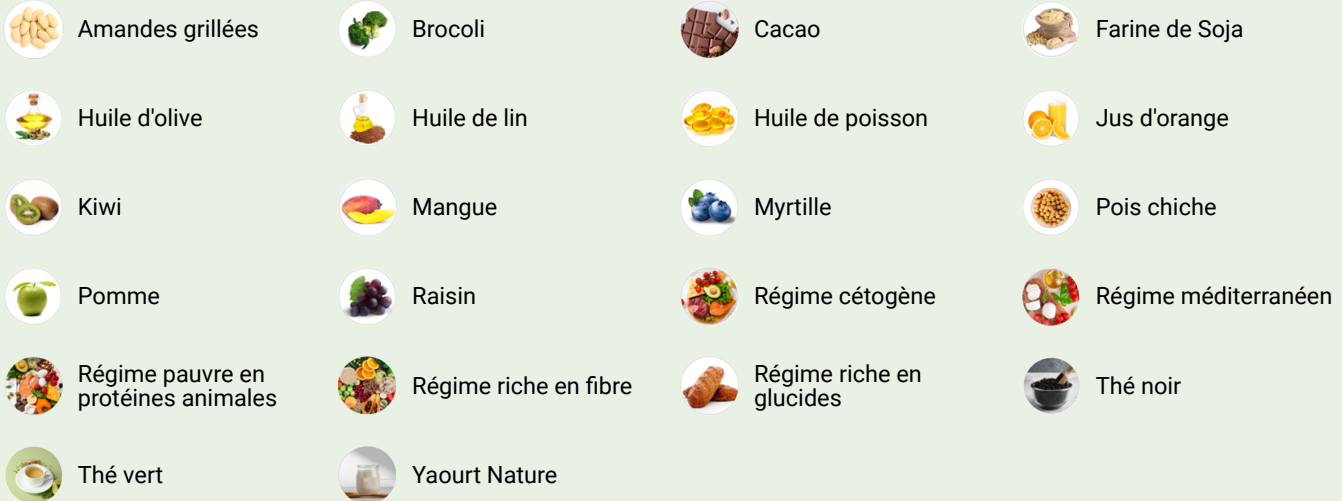 Amandes grillées
Brocoli
Cacao
Farine de Soja
Huile d'olive
Huile de lin
Huile de poisson
Jus d'orange
Kiwi
Mangue
Myrtille
Pois chiche
Pomme
Raisin
Régime cétogène
Régime méditerranéen
Régime pauvre en
protéines animales
Régime riche en fibre
Régime riche en
glucides
Thé noir
Thé vert
Yaourt Nature